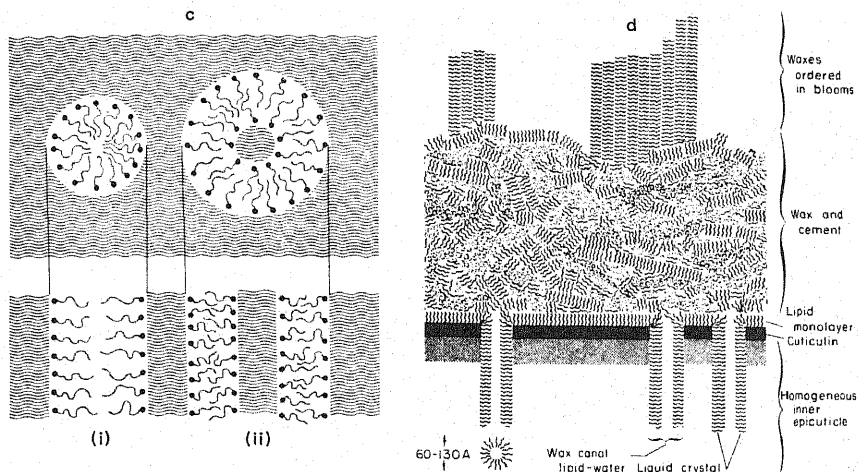 c
(i)
(ii)
d
Waxes
ordered
in blooms
Wax and
cement
Lipid
monolayer
Cuticulin
Homogeneous
inner
epicuticle
60-130A
Wax canal
lipid-water Liquid crystal